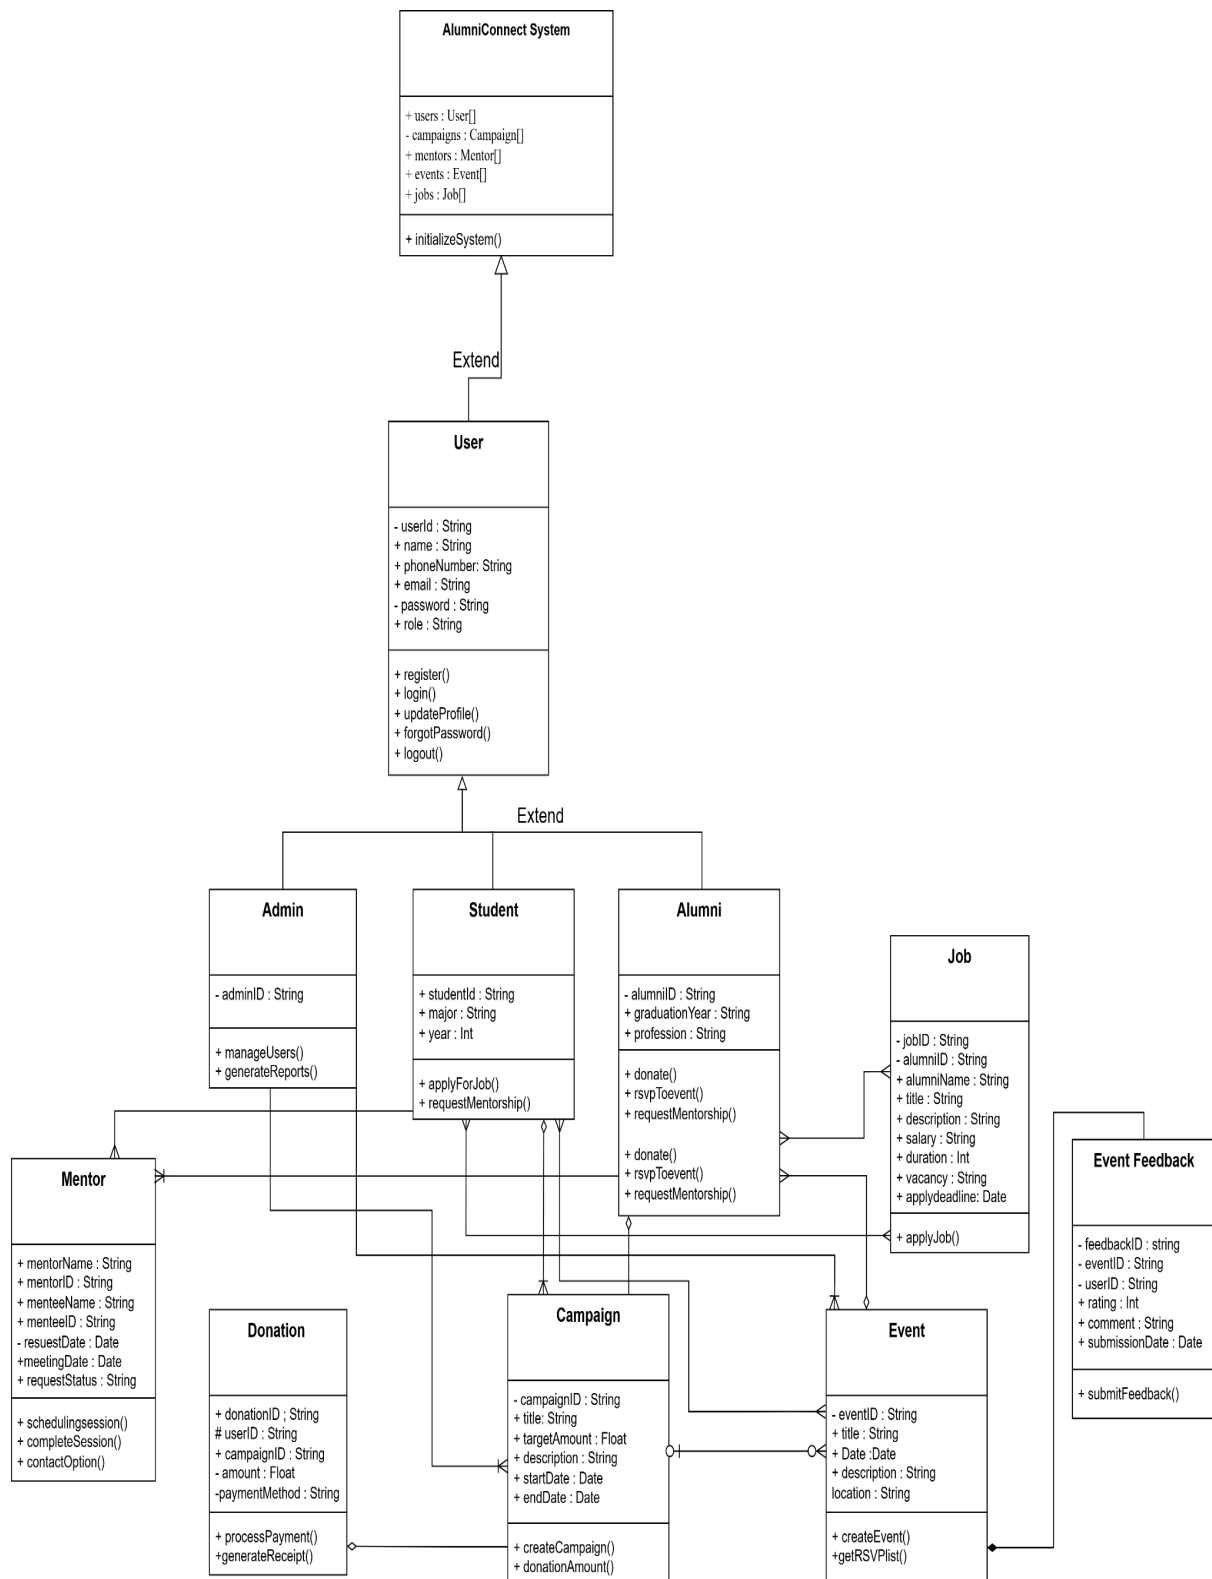 AlumniConnect System
+ users : User[]
- campaigns : Campaign[]
+ mentors : Mentor[]
+ events : Event[]
+ jobs : Job[]
+ initializeSystem()
Extend
User
- userId : String
+ name : String
+ phoneNumber: String
+ email : String
- password : String
+ role : String
+ register()
+ login()
+ updateProfile()
+ forgotPassword()
+ logout()
Extend
Admin
- adminID : String
+ manageUsers()
+ generateReports()
Student
+ studentId : String
+ major : String
+ year : Int
+ applyForJob()
+ requestMentorship()
Alumni
- alumniID : String
+ graduationYear : String
+ profession : String
+ donate()
+ rsvpToevent()
+ requestMentorship()
+ donate()
+ rsvpToevent()
+ requestMentorship()
Job
- jobID : String
- alumniID : String
+ alumniName : String
+ title : String
+ description : String
+ salary : String
+ duration : Int
+ vacancy : String
+ applydeadline: Date
+ applyJob()
Event Feedback
- feedbackID : string
- eventID : String
- userID : String
+ rating : Int
+ comment : String
+ submissionDate : Date
+ submitFeedback()
Mentor
+ mentorName : String
+ mentorID : String
+ menteeName : String
+ menteeID : String
- resuestDate : Date
+meetingDate : Date
+ requestStatus : String
+ schedulingsession()
+ completeSession()
+ contactOption()
Donation
+ donationID ; String
# userID : String
+ campaignID : String
- amount : Float
-paymentMethod : String
+ processPayment()
+generateReceipt()
Campaign
- campaignID : String
+ title: String
+ targetAmount : Float
+ description : String
+ startDate : Date
+ endDate : Date
+ createCampaign()
+ donationAmount()
Event
- eventID : String
+ title : String
+ Date :Date
+ description : String
location : String
+ createEvent()
+getRSVPlist()